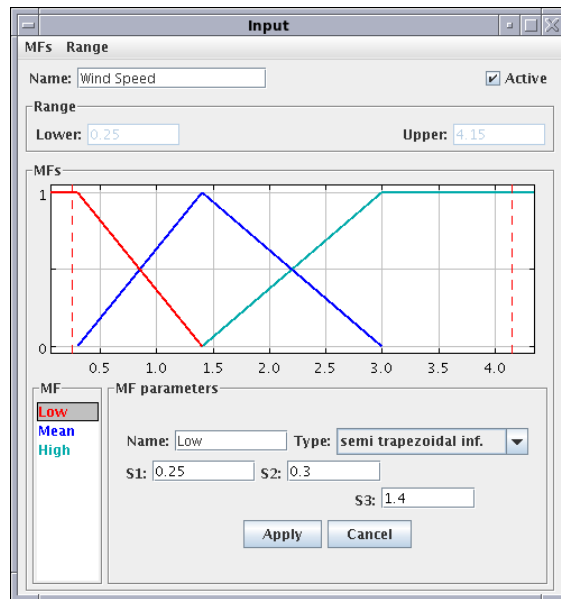 Input
MFs Range
Name: Wind Speed Active
Range
Lower: 0.25 Upper: 4.15
MFs
1
0
0.5 1.0 1.5 2.0 2.5 3.0 3.5 4.0
MF
Low
Mean
High
MF parameters
Name: Low Type: semi trapezoidal inf.
S1: 0.25 S2: 0.3
S3: 1.4
Apply Cancel